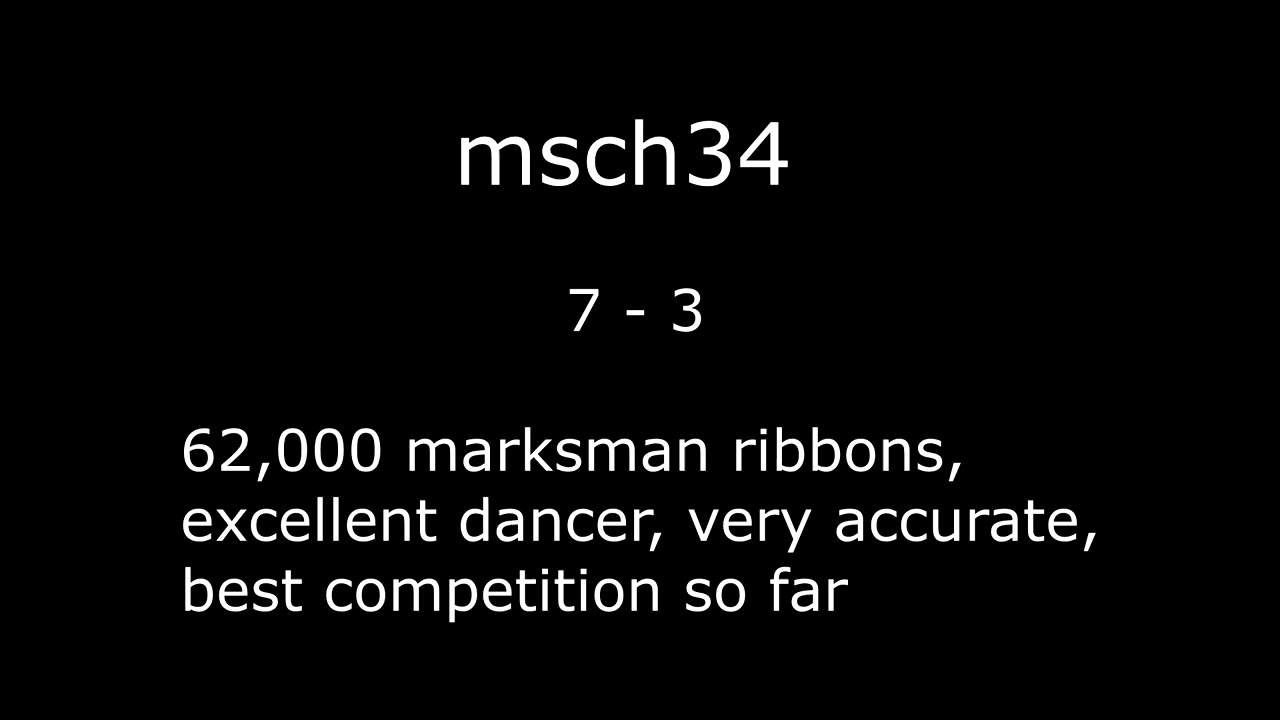 msch34
7 - 3
62,000 marksman ribbons,
excellent dancer, very accurate,
best competition so far